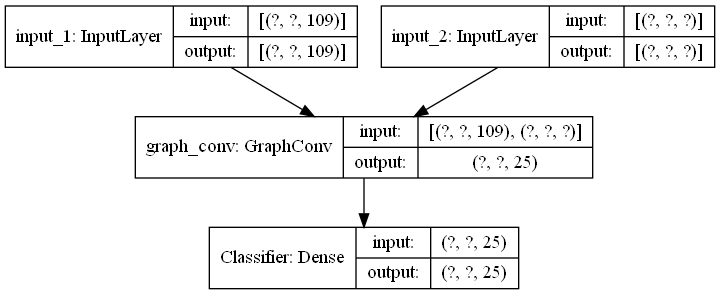 input_1: InputLayer
input: [(?, ?, 109)]
output: [(?, ?, 109)]
input_2: InputLayer
input: [(?, ?, ?)]
output: [(?, ?, ?)]
graph_conv: GraphConv
input: [(?, ?, 109), (?, ?, ?)]
output: (?, ?, 25)
Classifier: Dense
input: (?, ?, 25)
output: (?, ?, 25)